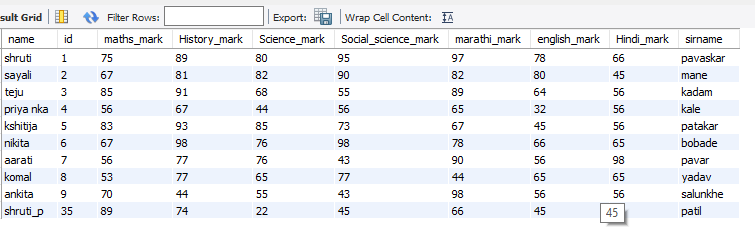 sult Grid Filter Rows: Export: Wrap Cell Content:
name id maths_mark History_mark Science_mark Social_science_mark marathi_mark english_mark Hindi_mark sirname
shruti 1 75 89 80 95 97 78 66 pavaskar
sayali 2 67 81 82 90 82 80 45 mane
teju 3 85 91 68 55 89 64 56 kadam
priya nka 4 56 67 44 56 65 32 56 kale
kshitija 5 83 93 85 73 67 45 56 patakar
nikita 6 67 98 76 98 78 66 65 bobade
aarati 7 56 77 76 43 90 56 98 pavar
komal 8 53 77 65 77 44 65 65 yadav
ankita 9 70 44 55 43 98 56 56 salunkhe
shruti_p 35 89 74 22 45 66 45 45 patil